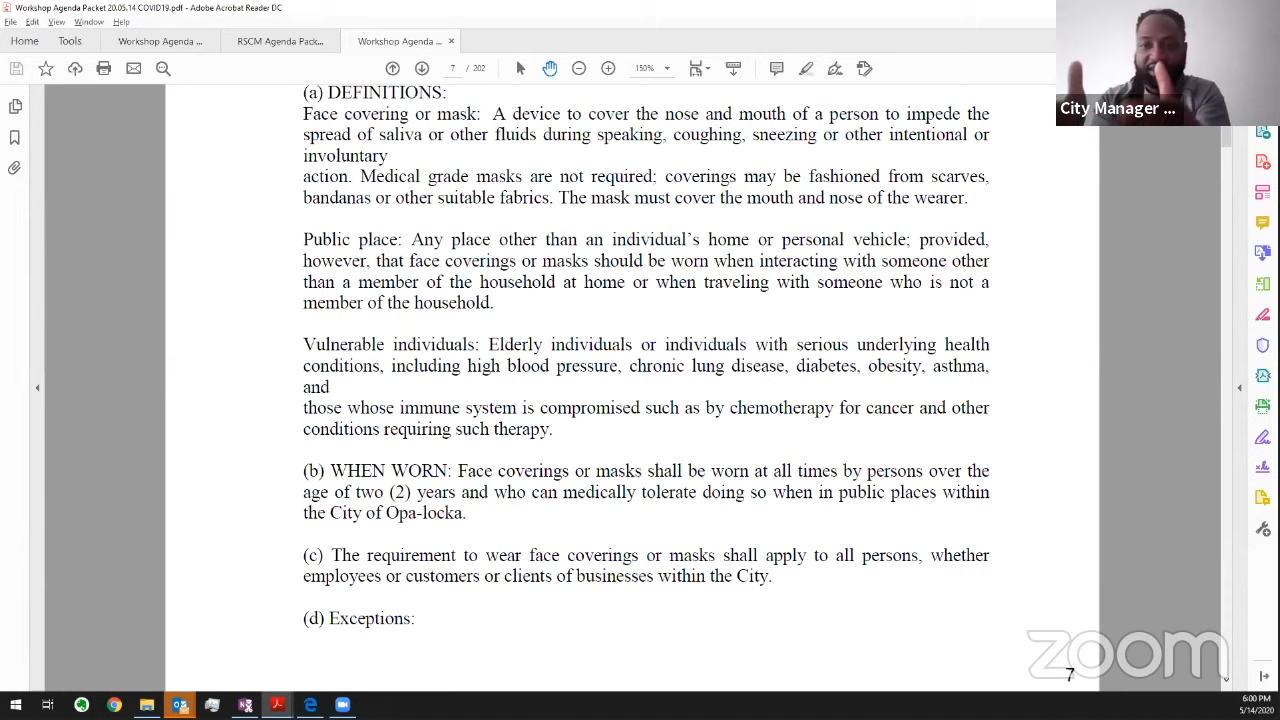 Workshop Agenda Packet 20.05.14 COVID19.pdf - Adobe Acrobat Reader DC
File Edit View Window Help
Home Tools Workshop Agenda ... RSCM Agenda Pack... Workshop Agenda ... ×
7 / 202 150%
City Manager ...
(a) DEFINITIONS:
Face covering or mask: A device to cover the nose and mouth of a person to impede the
spread of saliva or other fluids during speaking, coughing, sneezing or other intentional or
involuntary
action. Medical grade masks are not required; coverings may be fashioned from scarves,
bandanas or other suitable fabrics. The mask must cover the mouth and nose of the wearer.
Public place: Any place other than an individual’s home or personal vehicle; provided,
however, that face coverings or masks should be worn when interacting with someone other
than a member of the household at home or when traveling with someone who is not a
member of the household.
Vulnerable individuals: Elderly individuals or individuals with serious underlying health
conditions, including high blood pressure, chronic lung disease, diabetes, obesity, asthma,
and
those whose immune system is compromised such as by chemotherapy for cancer and other
conditions requiring such therapy.
(b) WHEN WORN: Face coverings or masks shall be worn at all times by persons over the
age of two (2) years and who can medically tolerate doing so when in public places within
the City of Opa-locka.
(c) The requirement to wear face coverings or masks shall apply to all persons, whether
employees or customers or clients of businesses within the City.
(d) Exceptions:
zoom
7
6:00 PM
5/14/2020